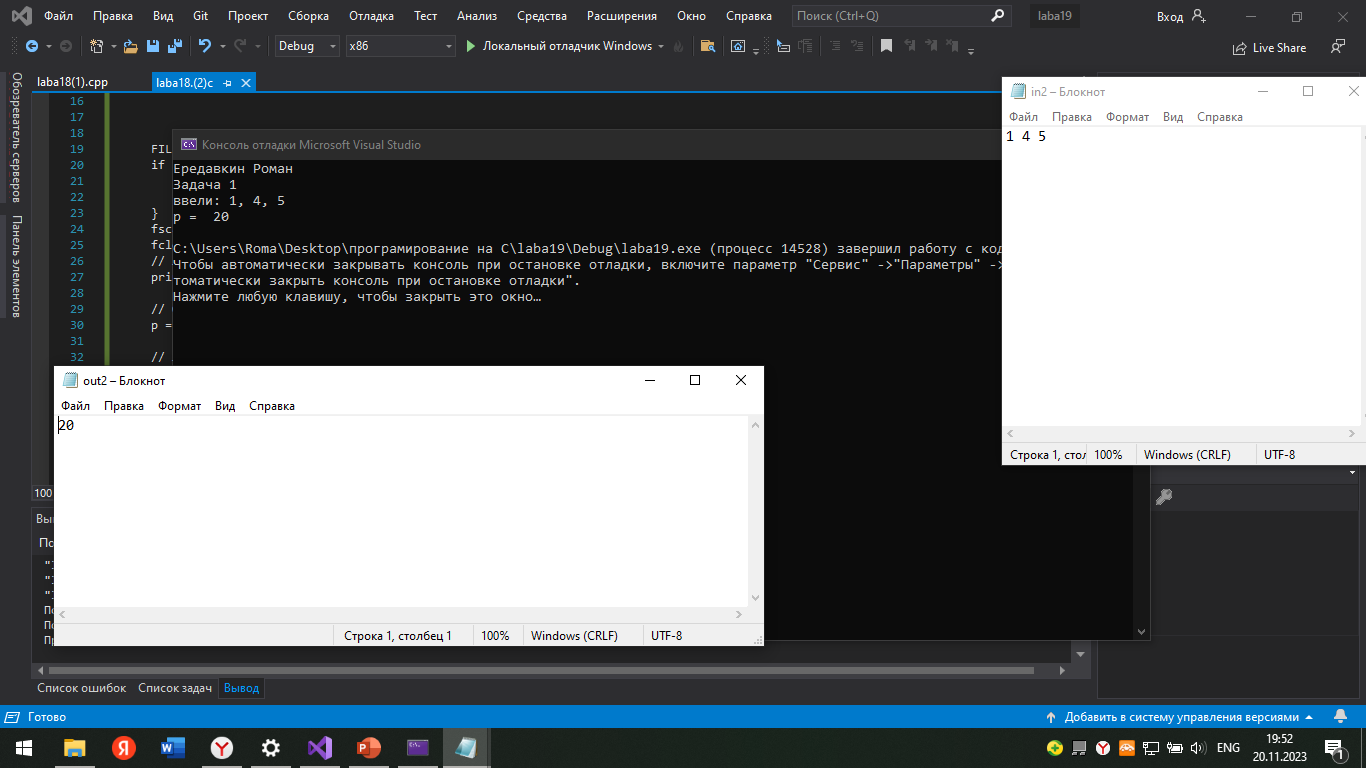 Файл Правка Вид Git Проект Сборка Отладка Тест Анализ Средства Расширения Окно Справка Поиск (Ctrl+Q) laba19 Вход
Debug x86 Локальный отладчик Windows Live Share
Обозреватель серверов
Панель элементов
laba18(1).cpp laba18.(2)c
16
17
18
19 FIL
20 if
21
22
23 }
24 fsc
25 fcl
26 //
27 pri
28
29 //
30 p =
31
32 //
Консоль отладки Microsoft Visual Studio
Ередавкин Роман
Задача 1
ввели: 1, 4, 5
p = 20
C:\Users\Roma\Desktop\програмирование на C\laba19\Debug\laba19.exe (процесс 14528) завершил работу с код
Чтобы автоматически закрывать консоль при остановке отладки, включите параметр "Сервис" ->"Параметры" -
томатически закрыть консоль при остановке отладки".
Нажмите любую клавишу, чтобы закрыть это окно…
in2 – Блокнот
Файл Правка Формат Вид Справка
1 4 5
Строка 1, стол 100% Windows (CRLF) UTF-8
out2 – Блокнот
Файл Правка Формат Вид Справка
20
Строка 1, столбец 1 100% Windows (CRLF) UTF-8
100
Список ошибок Список задач Вывод
Готово Добавить в систему управления версиями
ENG 19:52
20.11.2023
1